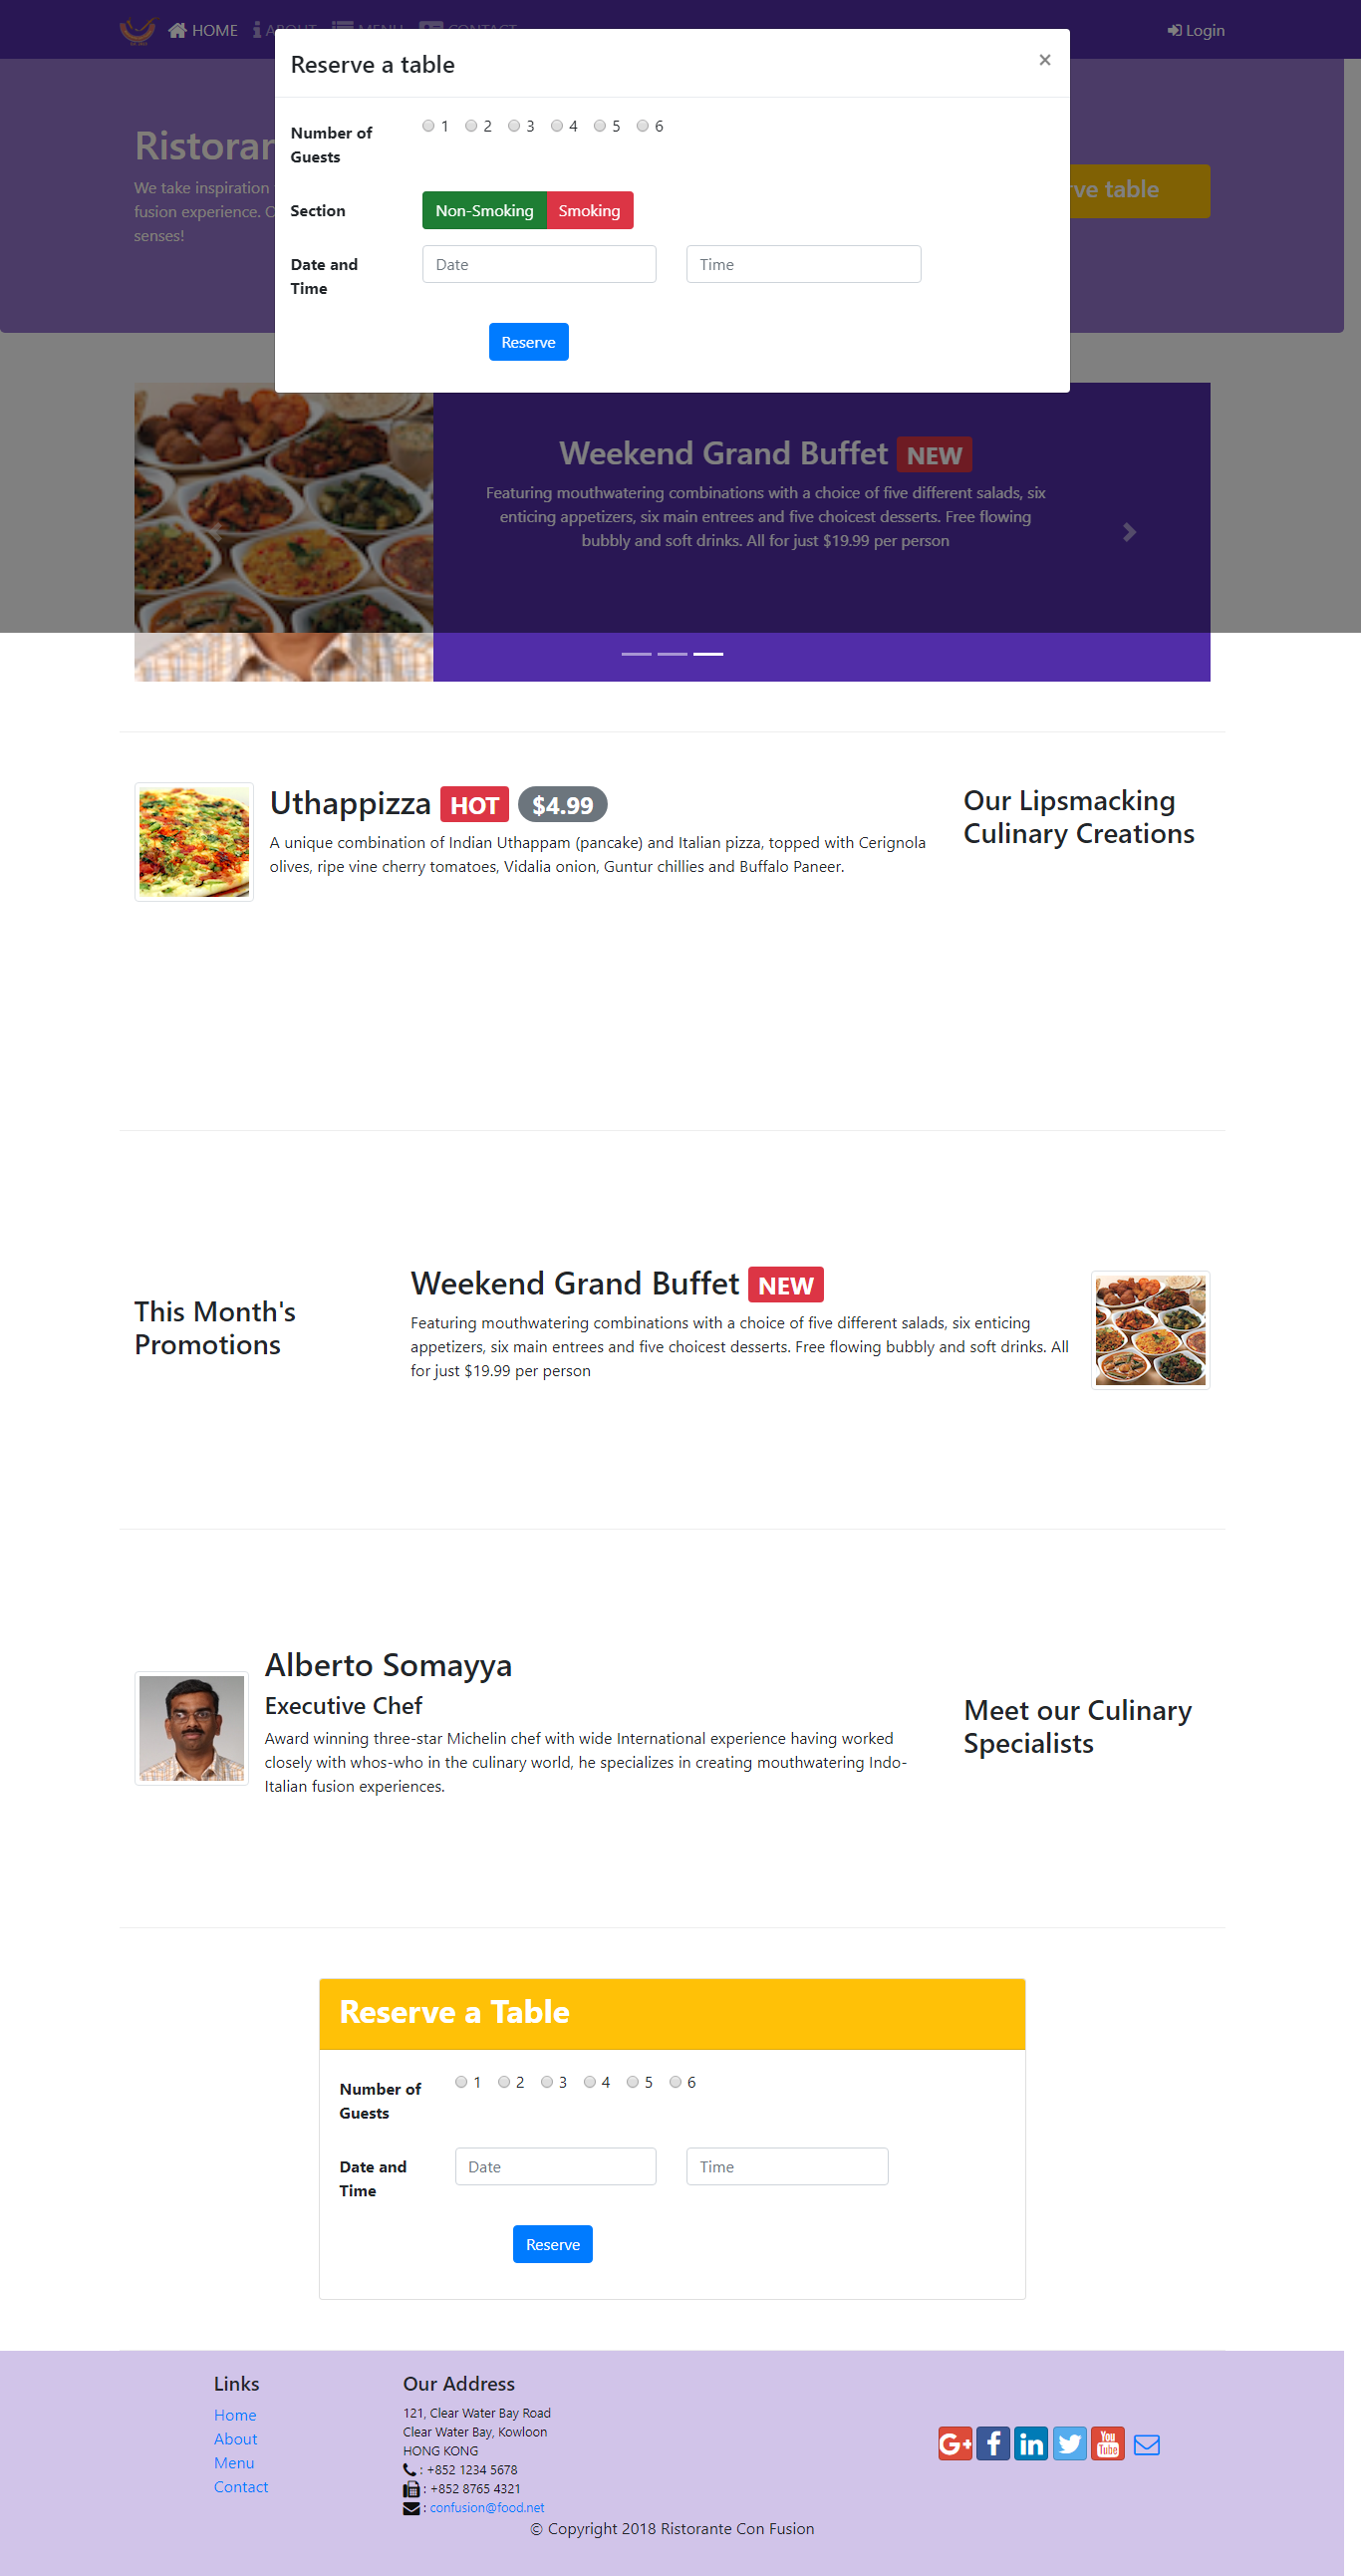 HOME ABOUT MENU CONTACT Login
Reserve a table ×
Number of Guests
1 2 3 4 5 6
Section
Non-Smoking Smoking
Date and Time
Date Time
Reserve
We take inspiration
fusion experience.
senses!
table
Weekend Grand Buffet NEW
Featuring mouthwatering combinations with a choice of five different salads, six
enticing appetizers, six main entrees and five choicest desserts. Free flowing
bubbly and soft drinks. All for just $19.99 per person
Uthappizza HOT $4.99
A unique combination of Indian Uthappam (pancake) and Italian pizza, topped with Cerignola
olives, ripe vine cherry tomatoes, Vidalia onion, Guntur chillies and Buffalo Paneer.
Our Lipsmacking
Culinary Creations
This Month's
Promotions
Weekend Grand Buffet NEW
Featuring mouthwatering combinations with a choice of five different salads, six enticing
appetizers, six main entrees and five choicest desserts. Free flowing bubbly and soft drinks. All
for just $19.99 per person
Alberto Somayya
Executive Chef
Award winning three-star Michelin chef with wide International experience having worked
closely with whos-who in the culinary world, he specializes in creating mouthwatering Indo-
Italian fusion experiences.
Meet our Culinary
Specialists
Reserve a Table
Number of
Guests
1 2 3 4 5 6
Date and
Time
Date Time
Reserve
Links
Home
About
Menu
Contact
Our Address
121, Clear Water Bay Road
Clear Water Bay, Kowloon
HONG KONG
: +852 1234 5678
: +852 8765 4321
: confusion@food.net
G+ f in You Tube
© Copyright 2018 Ristorante Con Fusion